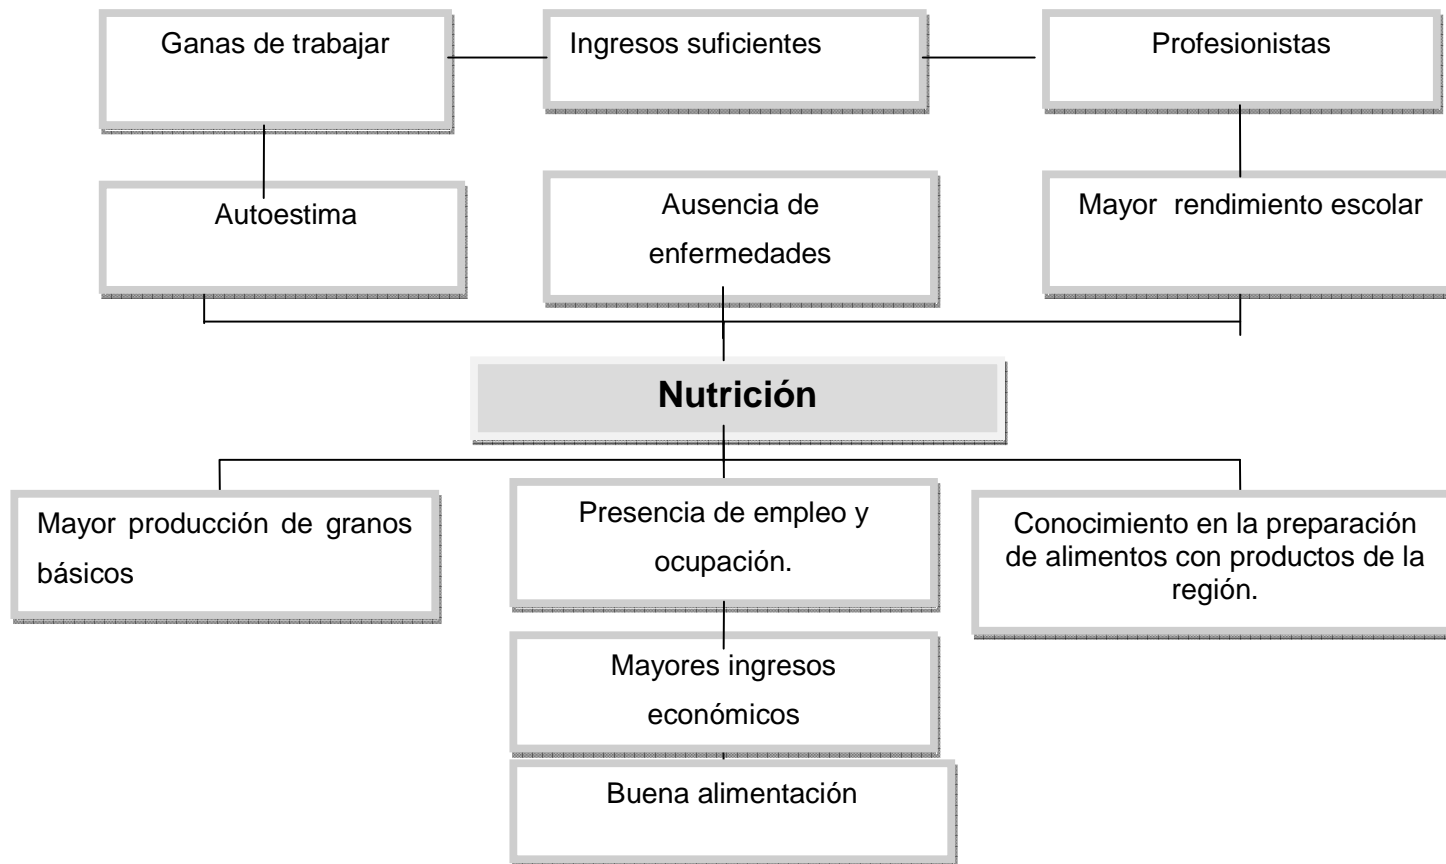 Ganas de trabajar
Ingresos suficientes
Profesionistas
Autoestima
Ausencia de
enfermedades
Mayor rendimiento escolar
Nutrición
Mayor producción de granos
básicos
Presencia de empleo y
ocupación.
Conocimiento en la preparación
de alimentos con productos de la
región.
Mayores ingresos
económicos
Buena alimentación